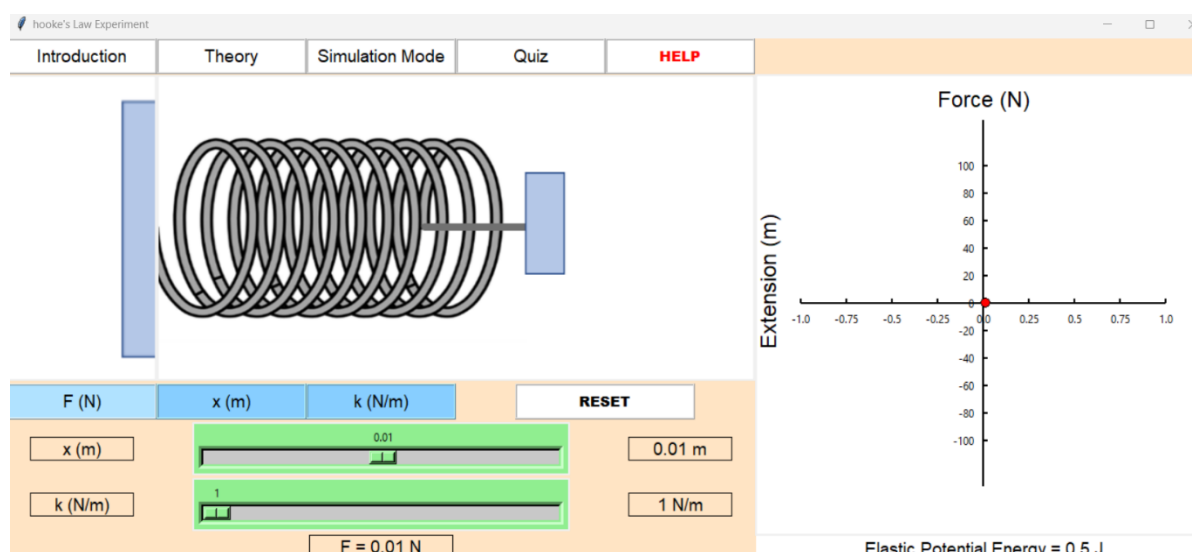 hooke's Law Experiment
Introduction
Theory
Simulation Mode
Quiz
HELP
Force (N)
100
80
60
40
20
0
Extension (m)
-1.0 -0.75 -0.5 -0.25 0.0 0.25 0.5 0.75 1.0
-20
-40
-60
-80
-100
F (N)
x (m)
k (N/m)
RESET
x (m)
0.01
0.01 m
k (N/m)
1
1 N/m
F = 0.01 N
Elastic Potential Energy = 0.5 J